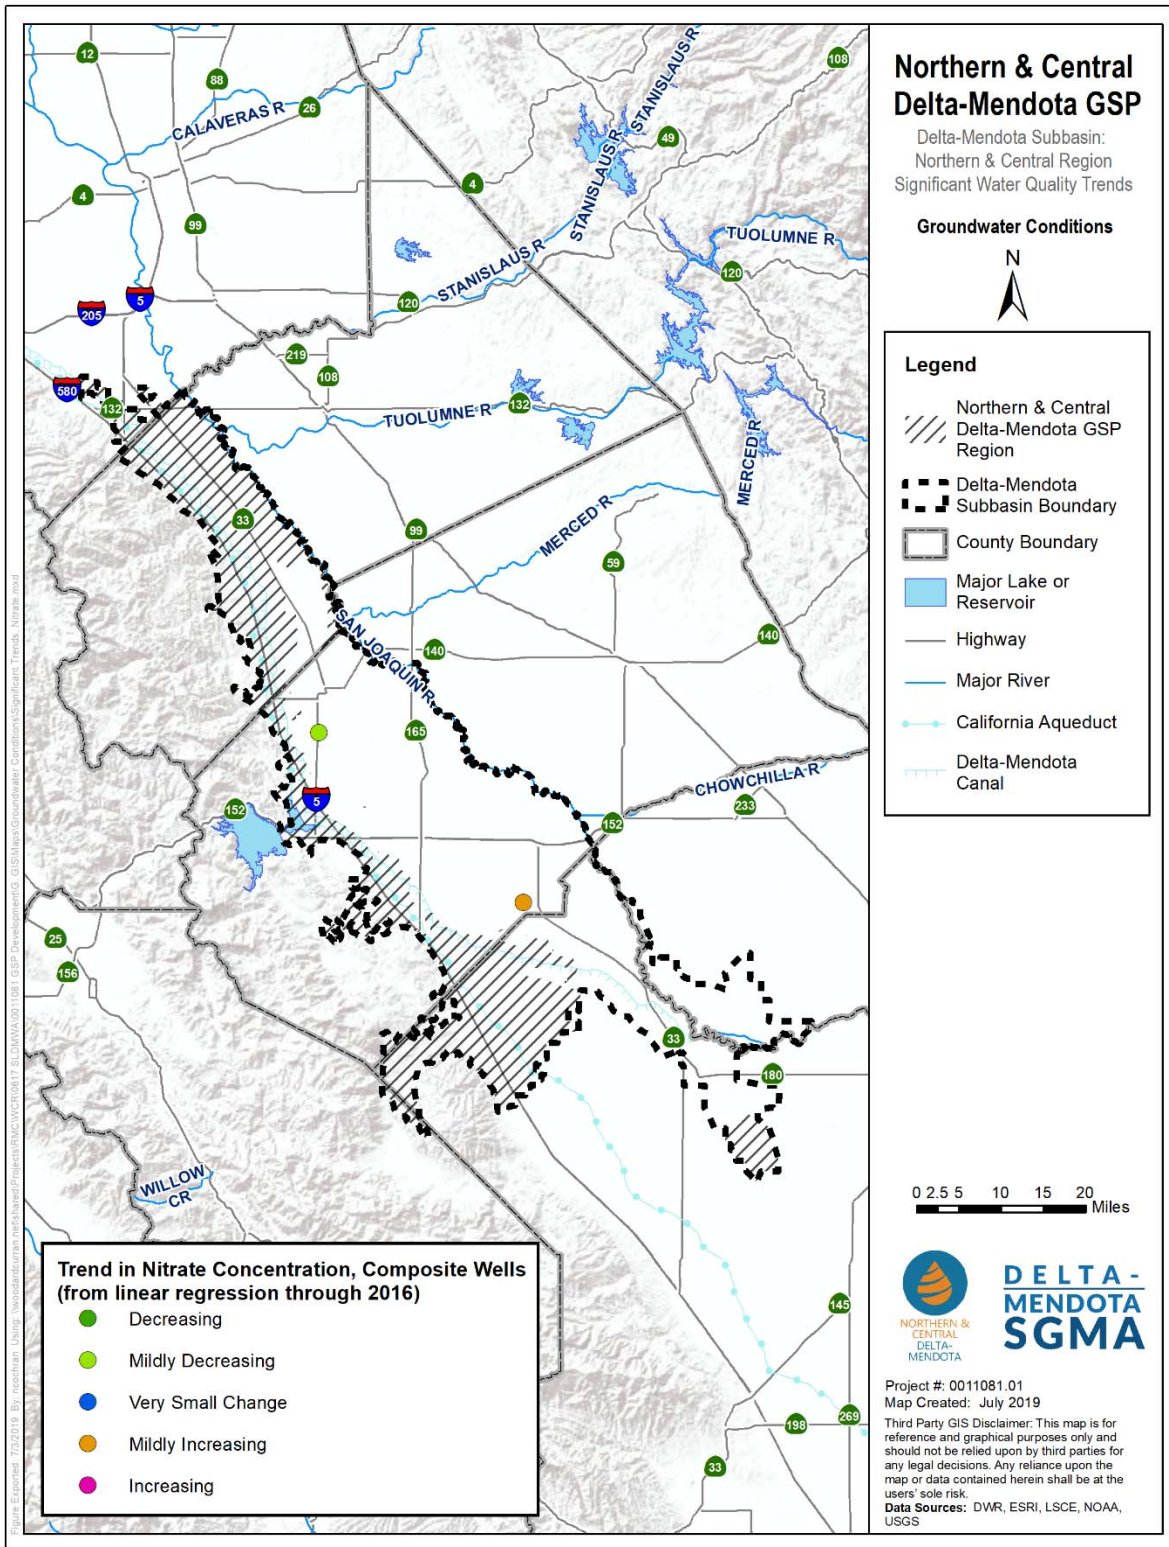 Northern & Central
Delta-Mendota GSP
Delta-Mendota Subbasin:
Northern & Central Region
Significant Water Quality Trends
Groundwater Conditions
N
Legend
Northern & Central
Delta-Mendota GSP
Region
Delta-Mendota
Subbasin Boundary
County Boundary
Major Lake or
Reservoir
Highway
Major River
California Aqueduct
Delta-Mendota
Canal
0 2.5 5 10 15 20
Miles
NORTHERN &
CENTRAL
DELTA-
MENDOTA
DELTA-
MENDOTA
SGMA
Project #: 0011081.01
Map Created: July 2019
Third Party GIS Disclaimer: This map is for
reference and graphical purposes only and
should not be relied upon by third parties for
any legal decisions. Any reliance upon the
map or data contained herein shall be at the
users' sole risk.
Data Sources: DWR, ESRI, LSCE, NOAA,
USGS
12
88
26
CALAVERAS R
108
49
STANISLAUS R
STANISLAUS R
4
4
99
TUOLUMNE R
120
STANISLAUS R
5
205
120
219
108
580
132
TUOLUMNE R
132
MERCED R
33
99
MERCED R
59
SAN JOAQUIN R
140
140
165
5
152
CHOWCHILLA R
233
152
25
156
33
180
WILLOW
CR
145
198
269
33
Trend in Nitrate Concentration, Composite Wells
(from linear regression through 2016)
Decreasing
Mildly Decreasing
Very Small Change
Mildly Increasing
Increasing